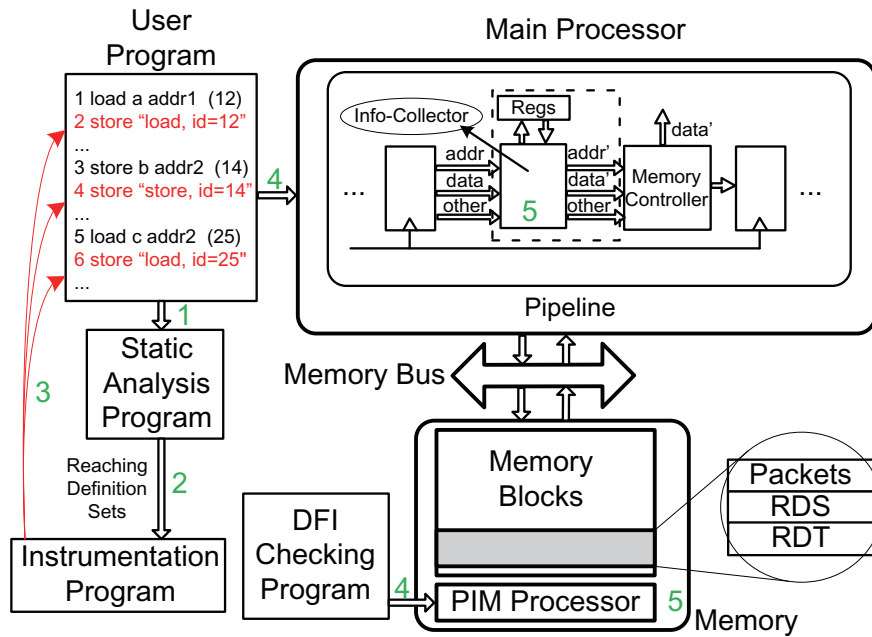 User
Program
1 load a addr1 (12)
2 store “load, id=12”
...
3 store b addr2 (14)
4 store “store, id=14”
...
5 load c addr2 (25)
6 store “load, id=25"
...
1
Static
Analysis
Program
3
Reaching
Definition
Sets
2
Instrumentation
Program
4
Main Processor
Info-Collector
Regs
data’
...
addr
data
other
5
addr’
data’
other
Memory
Controller
...
Pipeline
Memory Bus
Memory
Blocks
Packets
RDS
RDT
DFI
Checking
Program
4
PIM Processor
5
Memory